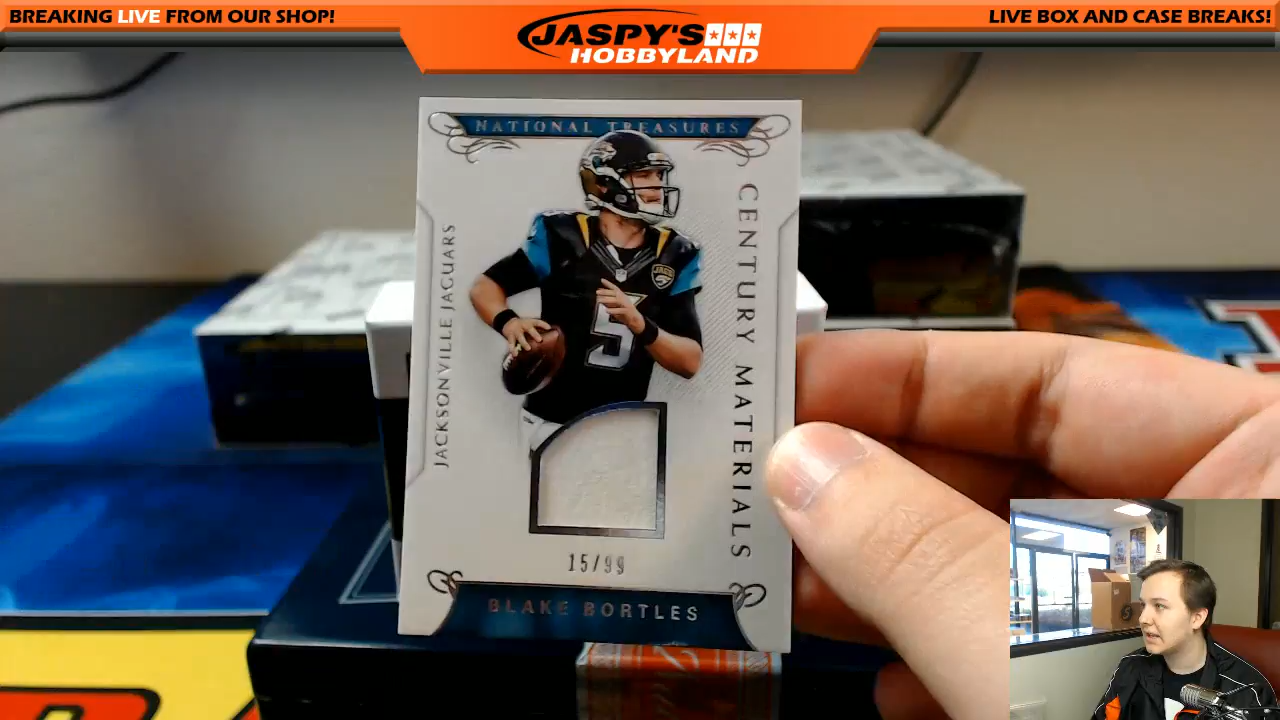 BREAKING LIVE FROM OUR SHOP!
JASPY'S
HOBBYLAND
LIVE BOX AND CASE BREAKS!
NATIONAL TREASURES
JACKSONVILLE JAGUARS
CENTURY MATERIALS
JAGS
5
15/99
BLAKE BORTLES